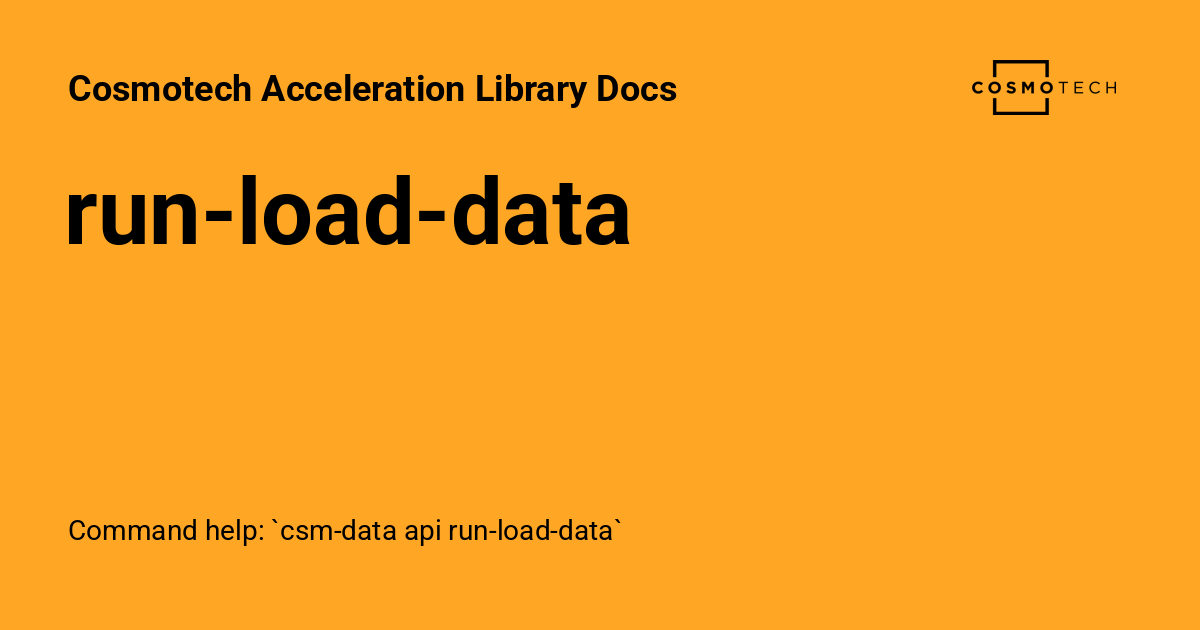 Cosmotech Acceleration Library Docs
COSMOTECH
run-load-data
Command help: `csm-data api run-load-data`